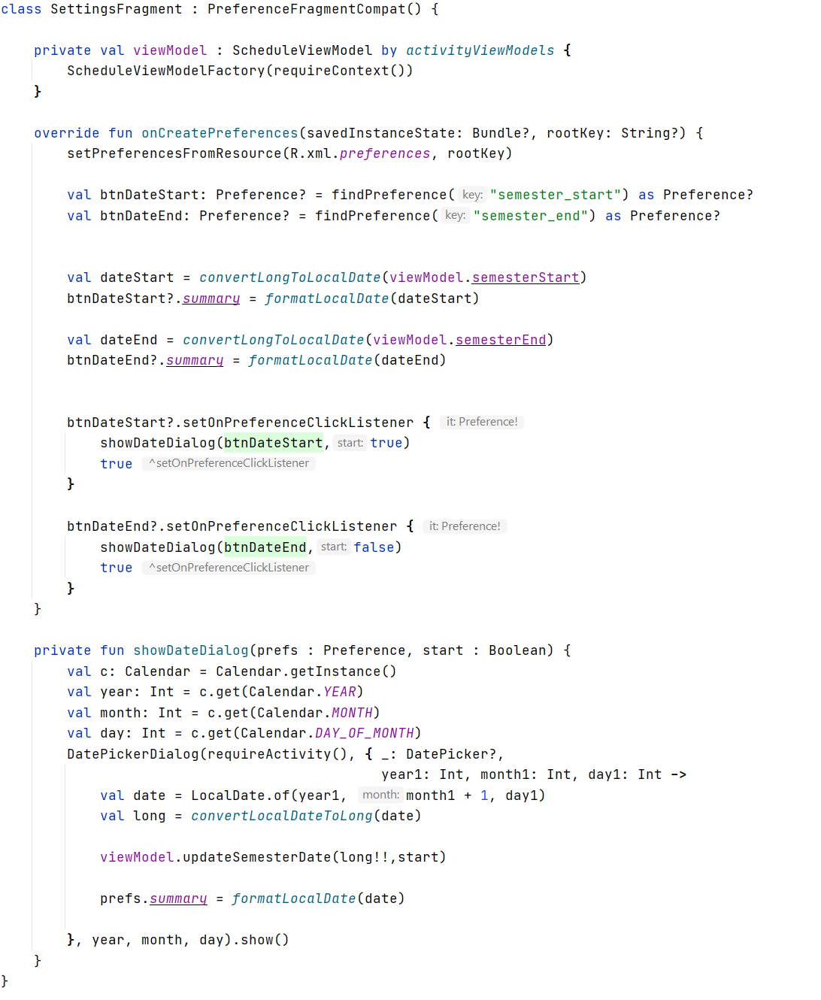 class SettingsFragment : PreferenceFragmentCompat() {
private val viewModel : ScheduleViewModel by activityViewModels {
ScheduleViewModelFactory(requireContext())
}
override fun onCreatePreferences(savedInstanceState: Bundle?, rootKey: String?) {
setPreferencesFromResource(R.xml.preferences, rootKey)
val btnDateStart: Preference? = findPreference( key: "semester_start") as Preference?
val btnDateEnd: Preference? = findPreference( key: "semester_end") as Preference?
val dateStart = convertLongToLocalDate(viewModel.semesterStart)
btnDateStart?.summary = formatLocalDate(dateStart)
val dateEnd = convertLongToLocalDate(viewModel.semesterEnd)
btnDateEnd?.summary = formatLocalDate(dateEnd)
btnDateStart?.setOnPreferenceClickListener { it: Preference!
showDateDialog(btnDateStart, start: true)
true ^setOnPreferenceClickListener
}
btnDateEnd?.setOnPreferenceClickListener { it: Preference!
showDateDialog(btnDateEnd, start: false)
true ^setOnPreferenceClickListener
}
}
private fun showDateDialog(prefs : Preference, start : Boolean) {
val c: Calendar = Calendar.getInstance()
val year: Int = c.get(Calendar.YEAR)
val month: Int = c.get(Calendar.MONTH)
val day: Int = c.get(Calendar.DAY_OF_MONTH)
DatePickerDialog(requireActivity(), { _: DatePicker?,
year1: Int, month1: Int, day1: Int ->
val date = LocalDate.of(year1, month: month1 + 1, day1)
val long = convertLocalDateToLong(date)
viewModel.updateSemesterDate(long!!,start)
prefs.summary = formatLocalDate(date)
}, year, month, day).show()
}
}